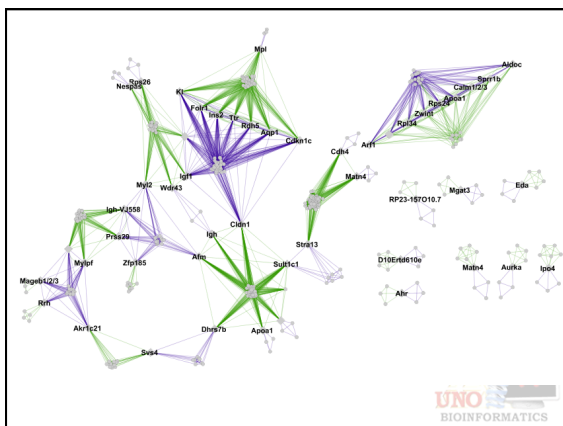 Mpl
Rps26
Nespas
Kl
Folr1
Ins2
Ttr
Rdh5
Aqp1
Cdkn1c
Igf1
Wdr43
Myl2
Cldn1
Aldoc
Sprr1b
Calm1/2/3
Apoa1
Rps24
Zwint
Rpl34
Arf1
Cdh4
Matn4
RP23-157O10.7
Mgat3
Eda
Igh-VJ558
Prss29
Zfp185
Mylpf
Mageb1/2/3
Rrh
Akr1c21
Igh
Afm
Sult1c1
Stra13
Dhrs7b
Apoa1
Svs4
D10Ertd610e
Ahr
Matn4
Aurka
Ipo4
UNO
BIOINFORMATICS